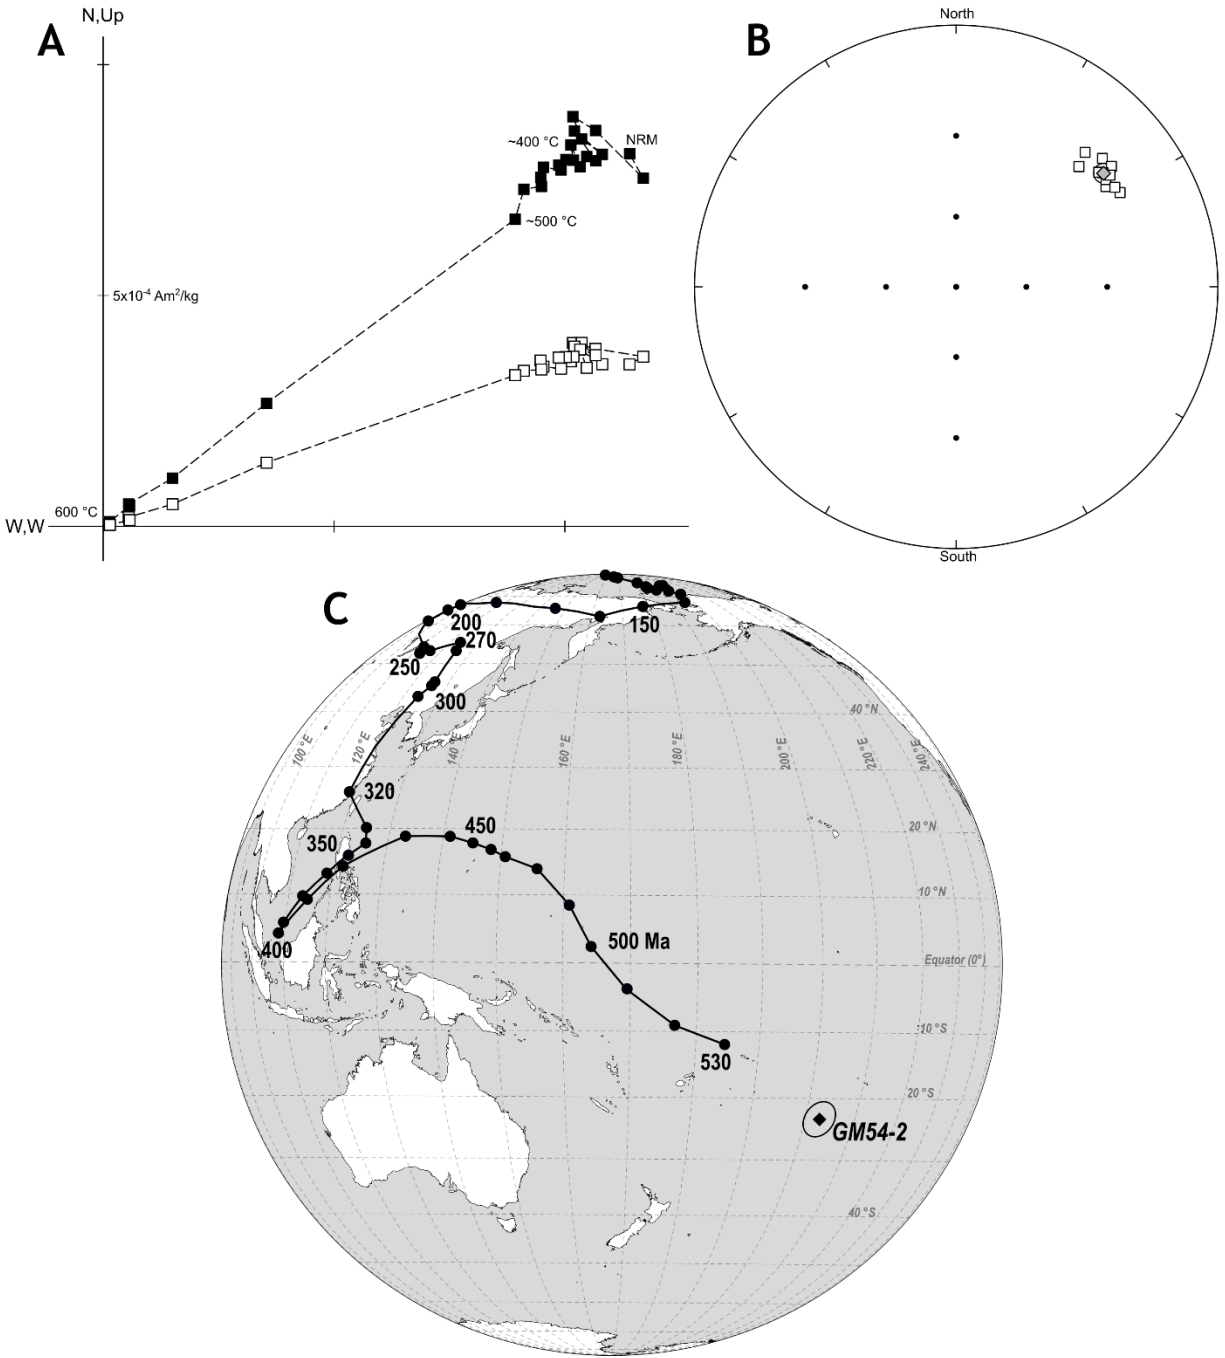 A
N,Up
~400 °C
NRM
~500 °C
5x10⁻⁴ Am²/kg
600 °C
W,W
B
North
South
C
200
270
150
250
300
40°N
100°E
120°E
140°E
160°E
180°E
200°E
220°E
240°E
320
450
20°N
350
10°N
400
500 Ma
Equator (0°)
10°S
530
20°S
GM54-2
40°S